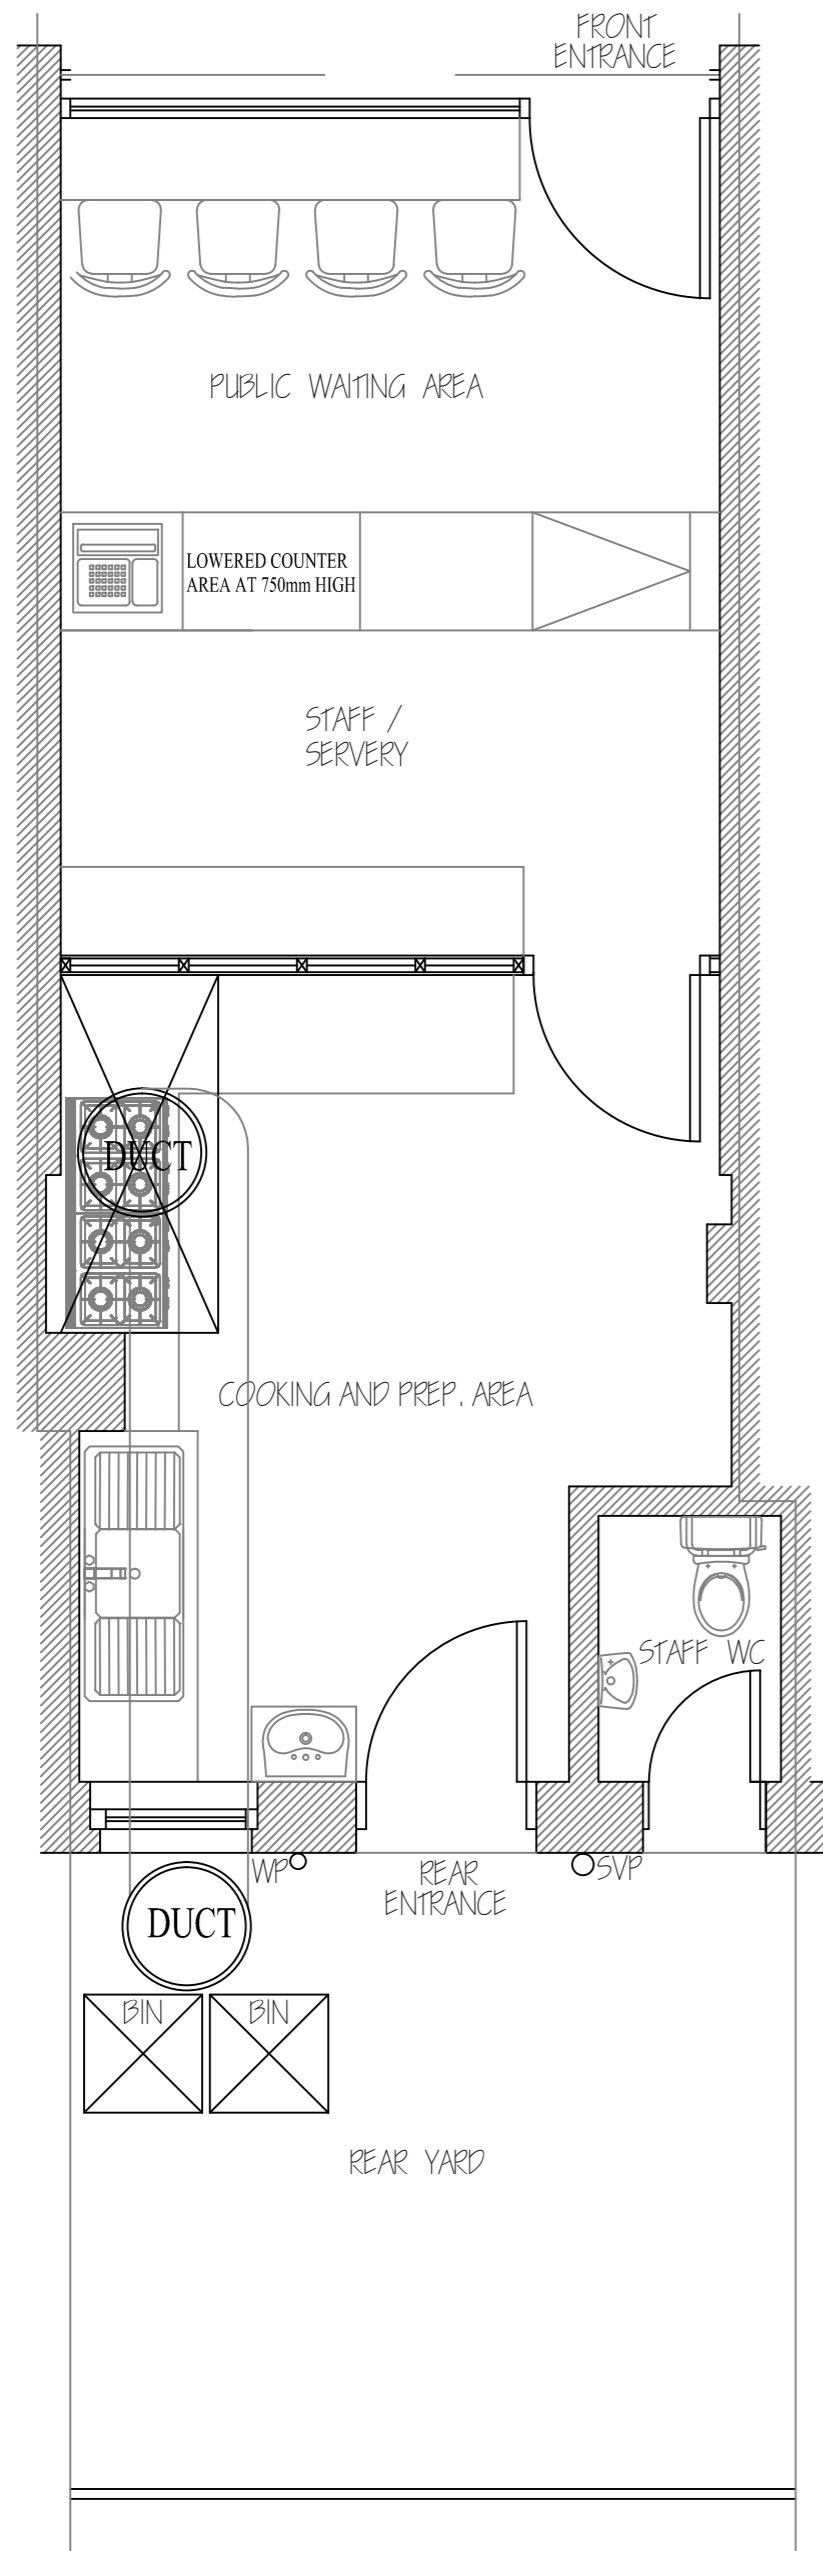 FRONT
ENTRANCE
PUBLIC WAITING AREA
LOWERED COUNTER
AREA AT 750mm HIGH
STAFF /
SERVERY
DUCT
COOKING AND PREP. AREA
STAFF WC
WP
REAR
ENTRANCE
SVP
DUCT
BIN
BIN
REAR YARD